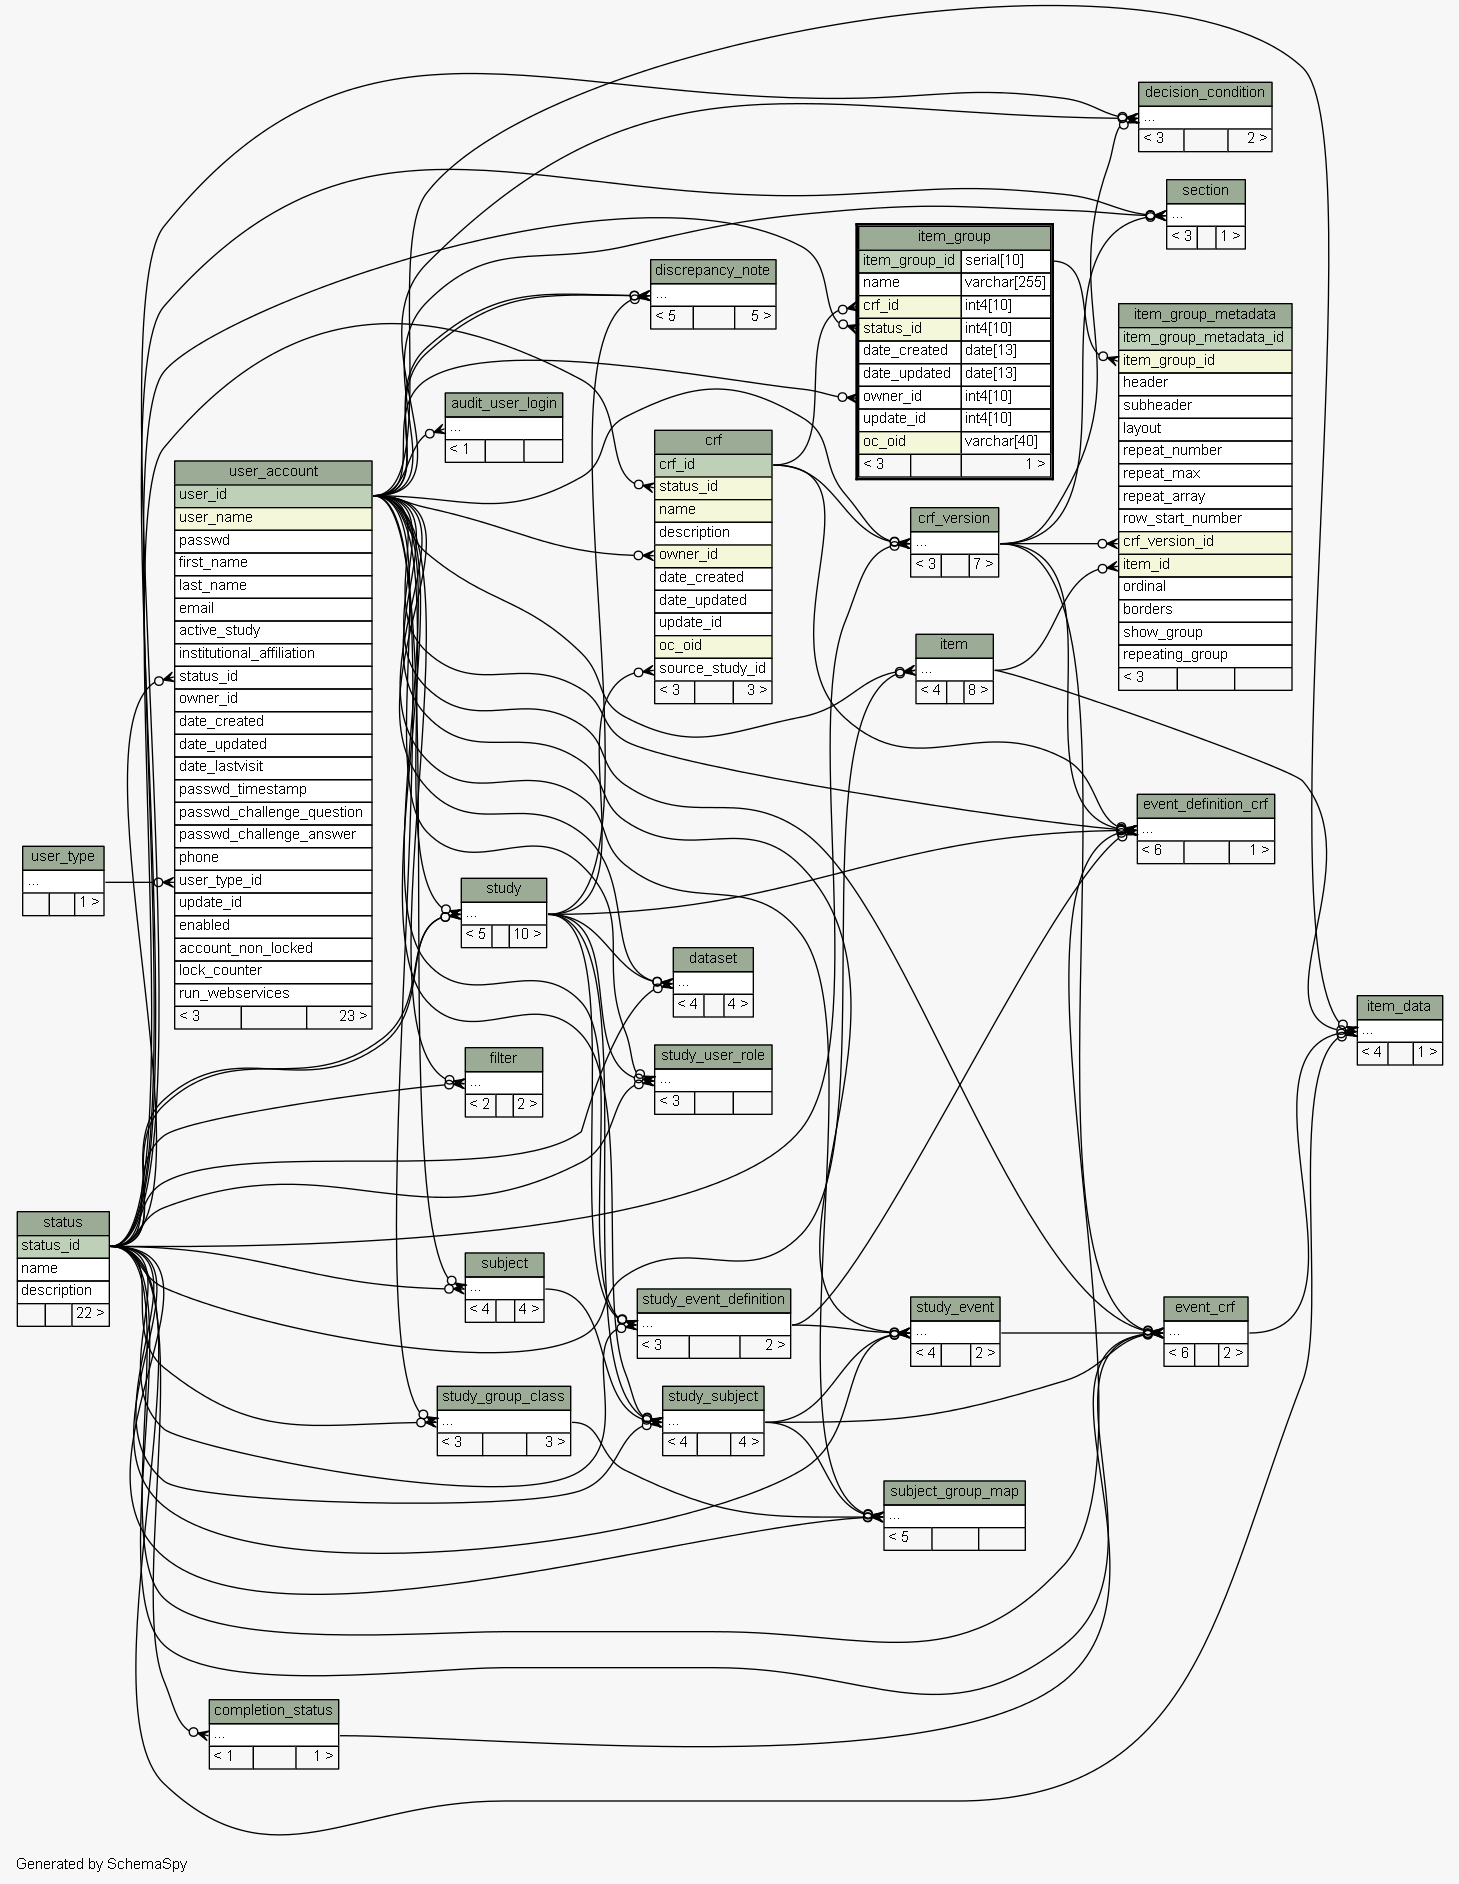 decision_condition
...
< 3 2 >
section
...
< 3 1 >
item_group
item_group_id serial[10]
name varchar[255]
crf_id int4[10]
status_id int4[10]
date_created date[13]
date_updated date[13]
owner_id int4[10]
update_id int4[10]
oc_oid varchar[40]
< 3 1 >
discrepancy_note
...
< 5 5 >
item_group_metadata
item_group_metadata_id
item_group_id
header
subheader
layout
repeat_number
repeat_max
repeat_array
row_start_number
crf_version_id
item_id
ordinal
borders
show_group
repeating_group
< 3
audit_user_login
...
< 1
crf
crf_id
status_id
name
description
owner_id
date_created
date_updated
update_id
oc_oid
source_study_id
< 3 3 >
user_account
user_id
user_name
passwd
first_name
last_name
email
active_study
institutional_affiliation
status_id
owner_id
date_created
date_updated
date_lastvisit
passwd_timestamp
passwd_challenge_question
passwd_challenge_answer
phone
user_type_id
update_id
enabled
account_non_locked
lock_counter
run_webservices
< 3 23 >
crf_version
...
< 3 7 >
item
...
< 4 8 >
event_definition_crf
...
< 6 1 >
user_type
...
1 >
study
...
< 5 10 >
dataset
...
< 4 4 >
item_data
...
< 4 1 >
filter
...
< 2 2 >
study_user_role
...
< 3
status
status_id
name
description
22 >
subject
...
< 4 4 >
study_event_definition
...
< 3 2 >
study_event
...
< 4 2 >
event_crf
...
< 6 2 >
study_group_class
...
< 3 3 >
study_subject
...
< 4 4 >
subject_group_map
...
< 5
completion_status
...
< 1 1 >
Generated by SchemaSpy